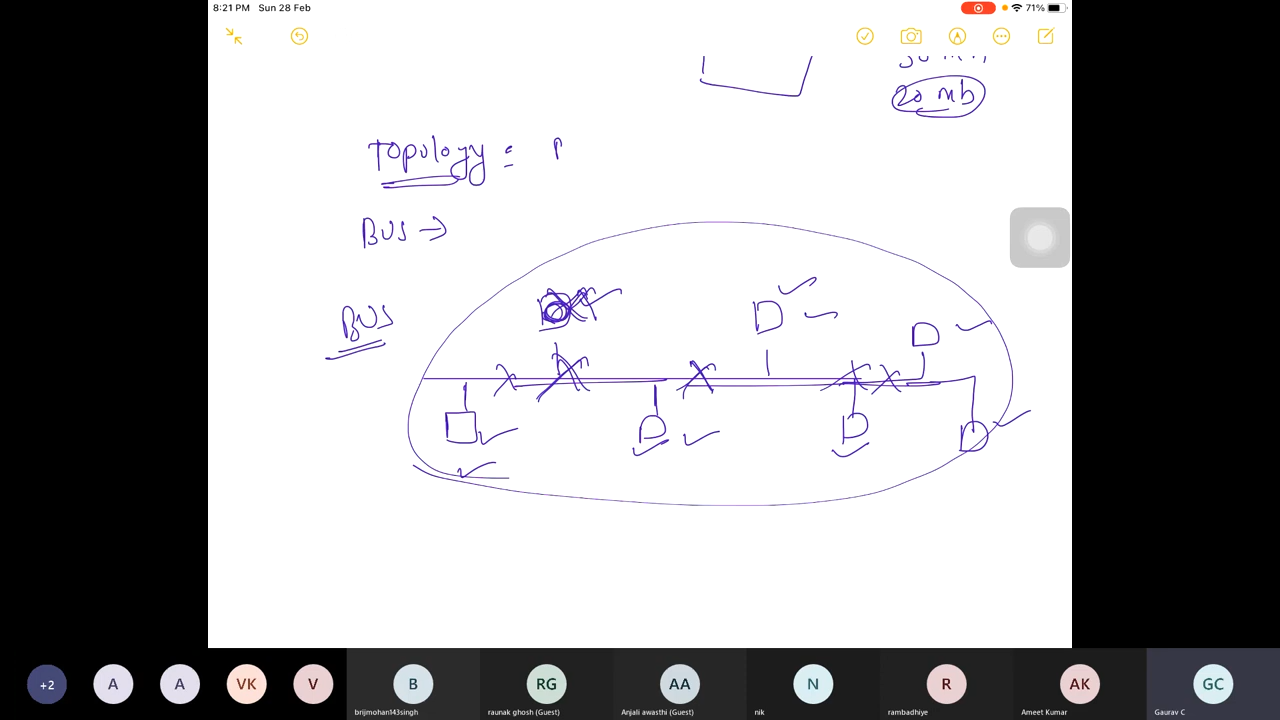 8:21 PM Sun 28 Feb
71%
20 mb
Topology :
BUS →
BUS
D
D
D
D
D
+2 A A VK V B RG AA N R AK GC
brijmohan143singh raunak ghosh (Guest) Anjali awasthi (Guest) nik rambadhiye Ameet Kumar Gaurav C